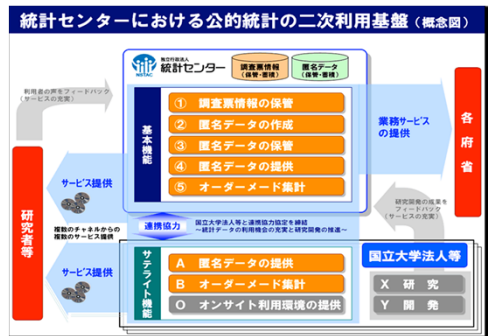 統計センターにおける公的統計の二次利用基盤（概念図）
独立行政法人
統計センター
NSTAC
調査票情報
（保管・蓄積）
匿名データ
（保管・蓄積）
利用者の声をフィードバック
（サービスの充実）
基本機能
① 調査票情報の保管
② 匿名データの作成
③ 匿名データの保管
④ 匿名データの提供
⑤ オーダーメード集計
業務サービス
の提供
各府省
サービス提供
研究者等
複数のチャネルからの
複数のサービス提供
連携協力
国立大学法人等と連携協力協定を締結
～統計データの利用機会の充実と研究開発の推進～
研究開発の成果を
フィードバック
（サービスの充実）
サービス提供
サテライト機能
A 匿名データの提供
B オーダーメード集計
O オンサイト利用環境の提供
国立大学法人等
X 研究
Y 開発